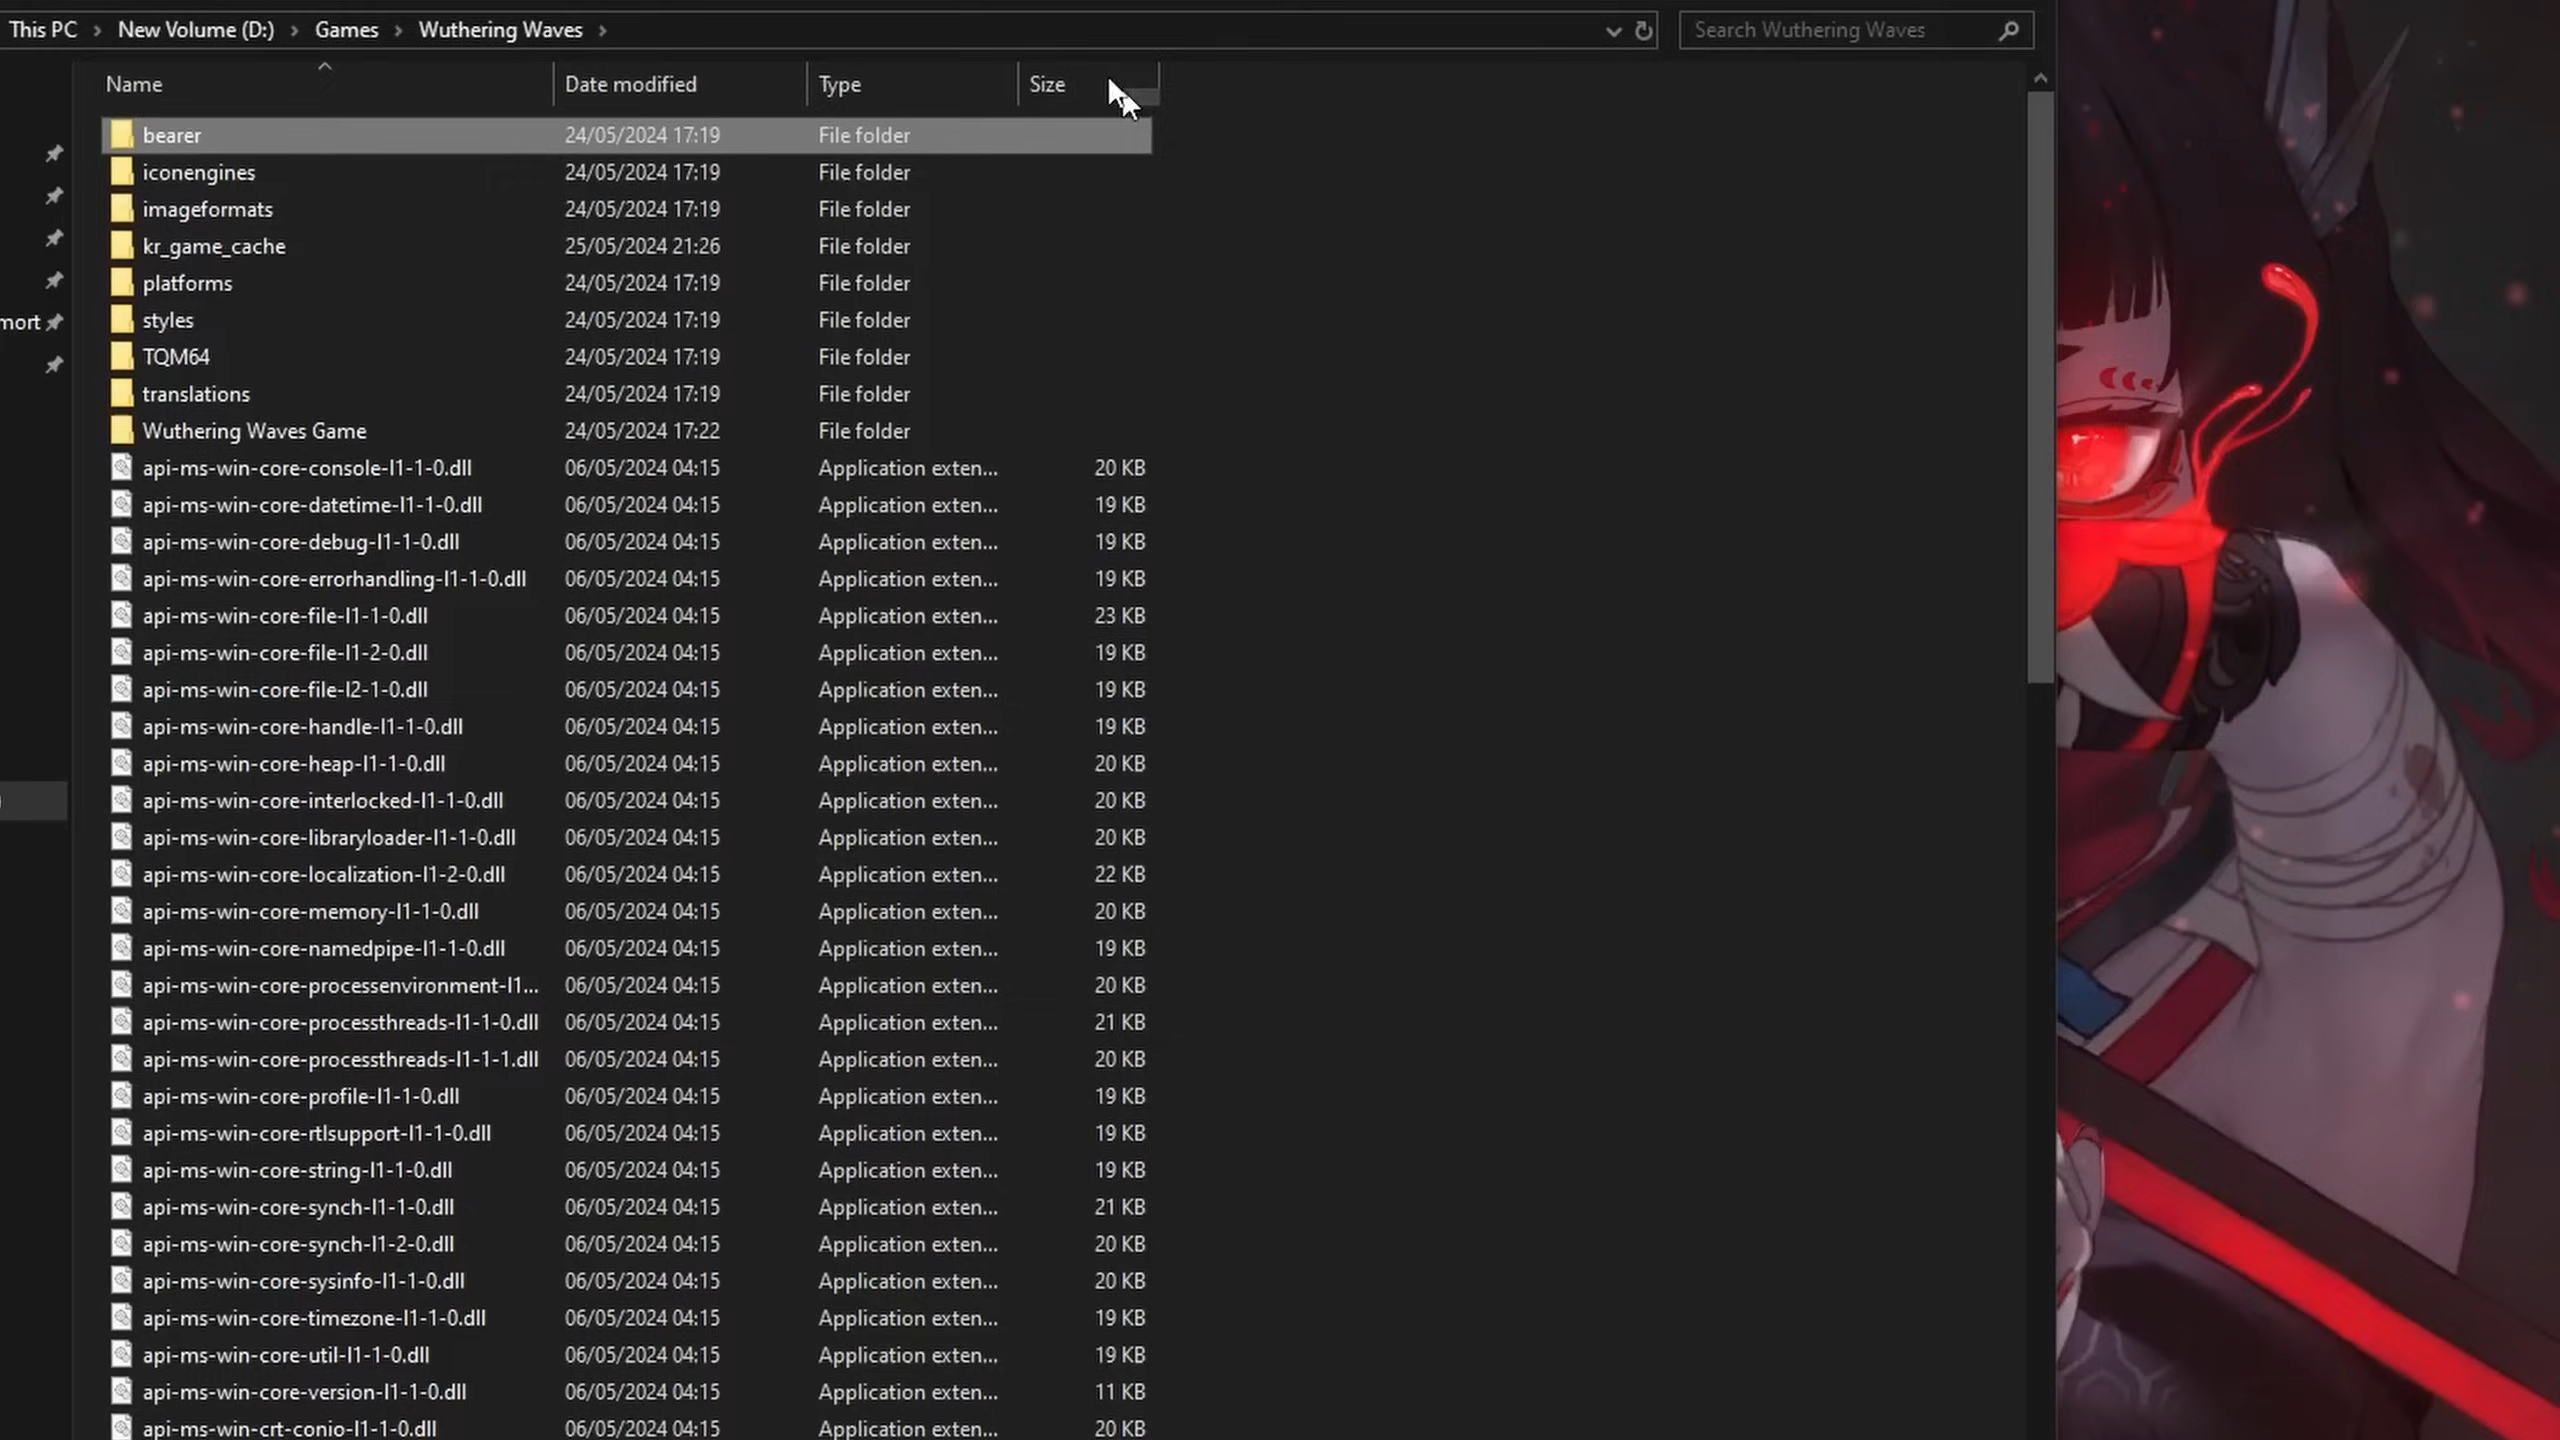 This PC > New Volume (D:) > Games > Wuthering Waves >
Search Wuthering Waves
Name Date modified Type Size
bearer 24/05/2024 17:19 File folder
iconengines 24/05/2024 17:19 File folder
imageformats 24/05/2024 17:19 File folder
kr_game_cache 25/05/2024 21:26 File folder
platforms 24/05/2024 17:19 File folder
mort
styles 24/05/2024 17:19 File folder
TQM64 24/05/2024 17:19 File folder
translations 24/05/2024 17:19 File folder
Wuthering Waves Game 24/05/2024 17:22 File folder
api-ms-win-core-console-l1-1-0.dll 06/05/2024 04:15 Application exten... 20 KB
api-ms-win-core-datetime-l1-1-0.dll 06/05/2024 04:15 Application exten... 19 KB
api-ms-win-core-debug-l1-1-0.dll 06/05/2024 04:15 Application exten... 19 KB
api-ms-win-core-errorhandling-l1-1-0.dll 06/05/2024 04:15 Application exten... 19 KB
api-ms-win-core-file-l1-1-0.dll 06/05/2024 04:15 Application exten... 23 KB
api-ms-win-core-file-l1-2-0.dll 06/05/2024 04:15 Application exten... 19 KB
api-ms-win-core-file-l2-1-0.dll 06/05/2024 04:15 Application exten... 19 KB
api-ms-win-core-handle-l1-1-0.dll 06/05/2024 04:15 Application exten... 19 KB
api-ms-win-core-heap-l1-1-0.dll 06/05/2024 04:15 Application exten... 20 KB
api-ms-win-core-interlocked-l1-1-0.dll 06/05/2024 04:15 Application exten... 20 KB
api-ms-win-core-libraryloader-l1-1-0.dll 06/05/2024 04:15 Application exten... 20 KB
api-ms-win-core-localization-l1-2-0.dll 06/05/2024 04:15 Application exten... 22 KB
api-ms-win-core-memory-l1-1-0.dll 06/05/2024 04:15 Application exten... 20 KB
api-ms-win-core-namedpipe-l1-1-0.dll 06/05/2024 04:15 Application exten... 19 KB
api-ms-win-core-processenvironment-l1... 06/05/2024 04:15 Application exten... 20 KB
api-ms-win-core-processthreads-l1-1-0.dll 06/05/2024 04:15 Application exten... 21 KB
api-ms-win-core-processthreads-l1-1-1.dll 06/05/2024 04:15 Application exten... 20 KB
api-ms-win-core-profile-l1-1-0.dll 06/05/2024 04:15 Application exten... 19 KB
api-ms-win-core-rtlsupport-l1-1-0.dll 06/05/2024 04:15 Application exten... 19 KB
api-ms-win-core-string-l1-1-0.dll 06/05/2024 04:15 Application exten... 19 KB
api-ms-win-core-synch-l1-1-0.dll 06/05/2024 04:15 Application exten... 21 KB
api-ms-win-core-synch-l1-2-0.dll 06/05/2024 04:15 Application exten... 20 KB
api-ms-win-core-sysinfo-l1-1-0.dll 06/05/2024 04:15 Application exten... 20 KB
api-ms-win-core-timezone-l1-1-0.dll 06/05/2024 04:15 Application exten... 19 KB
api-ms-win-core-util-l1-1-0.dll 06/05/2024 04:15 Application exten... 19 KB
api-ms-win-core-version-l1-1-0.dll 06/05/2024 04:15 Application exten... 11 KB
api-ms-win-crt-conio-l1-1-0.dll 06/05/2024 04:15 Application exten... 20 KB